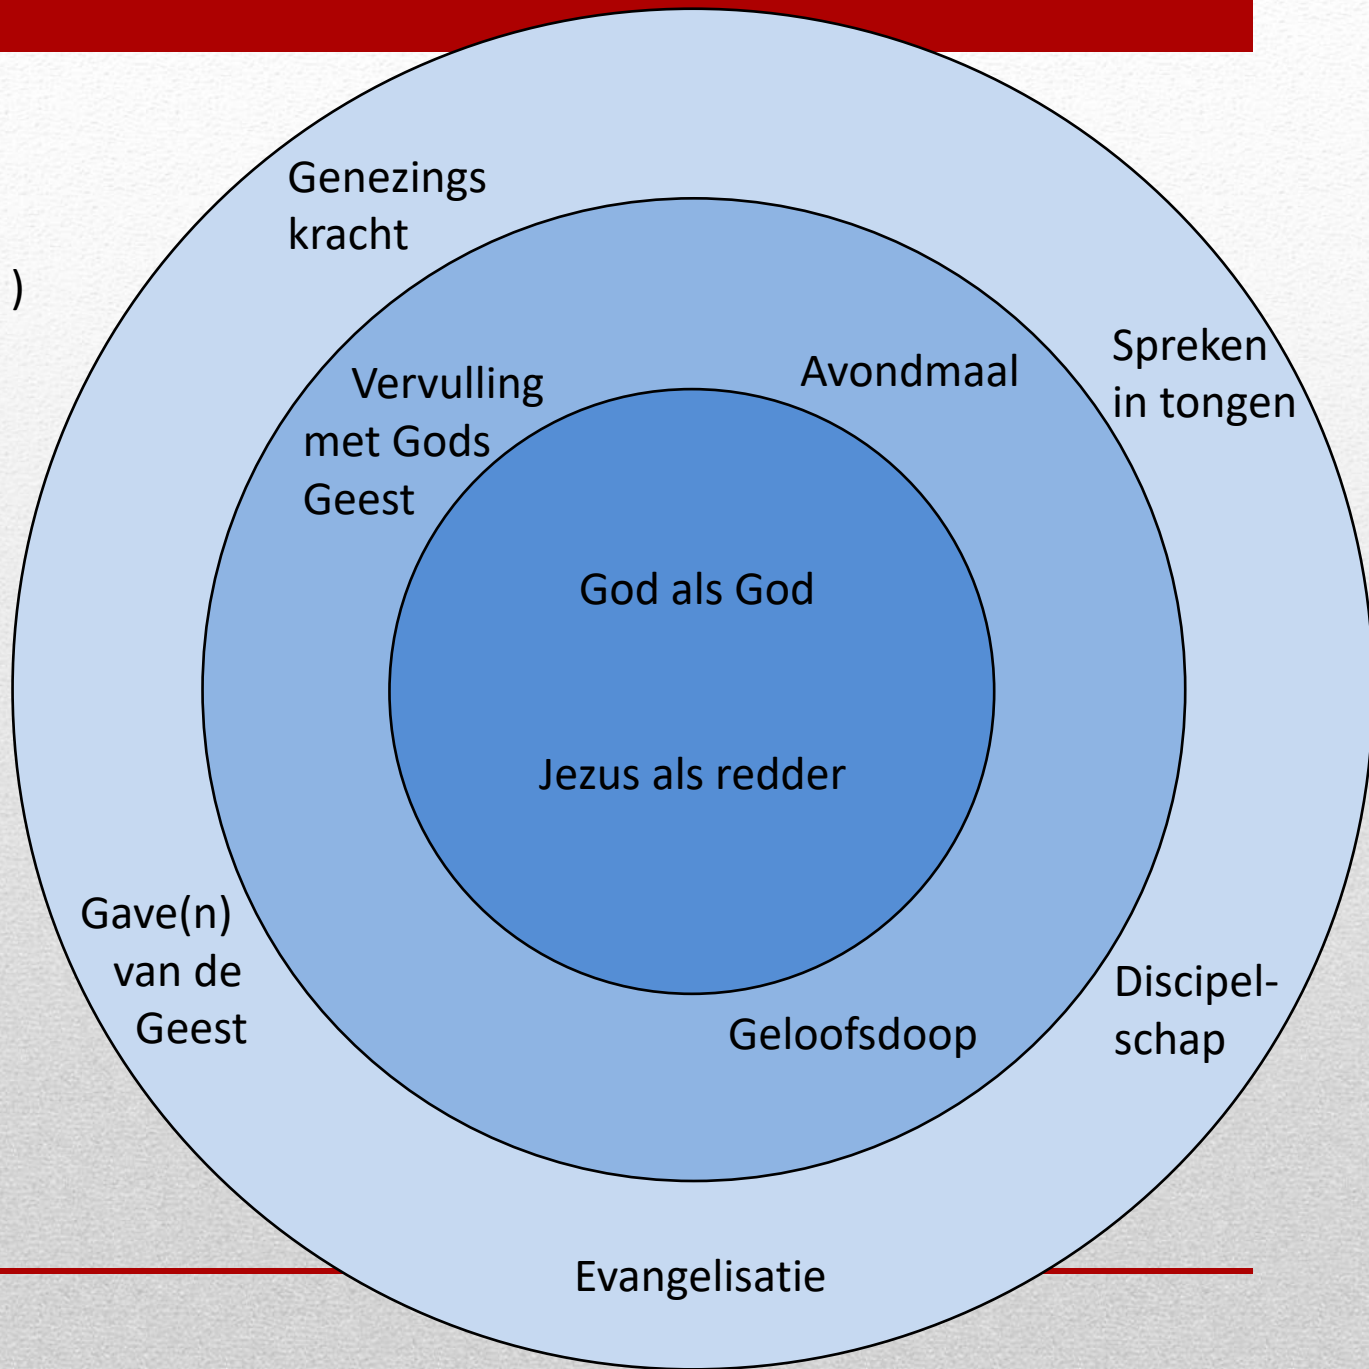 Genezings
kracht
)
Spreken
in tongen
Avondmaal
Vervulling
met Gods
Geest
God als God
Jezus als redder
Gave(n)
van de
Geest
Discipel-
schap
Geloofsdoop
Evangelisatie